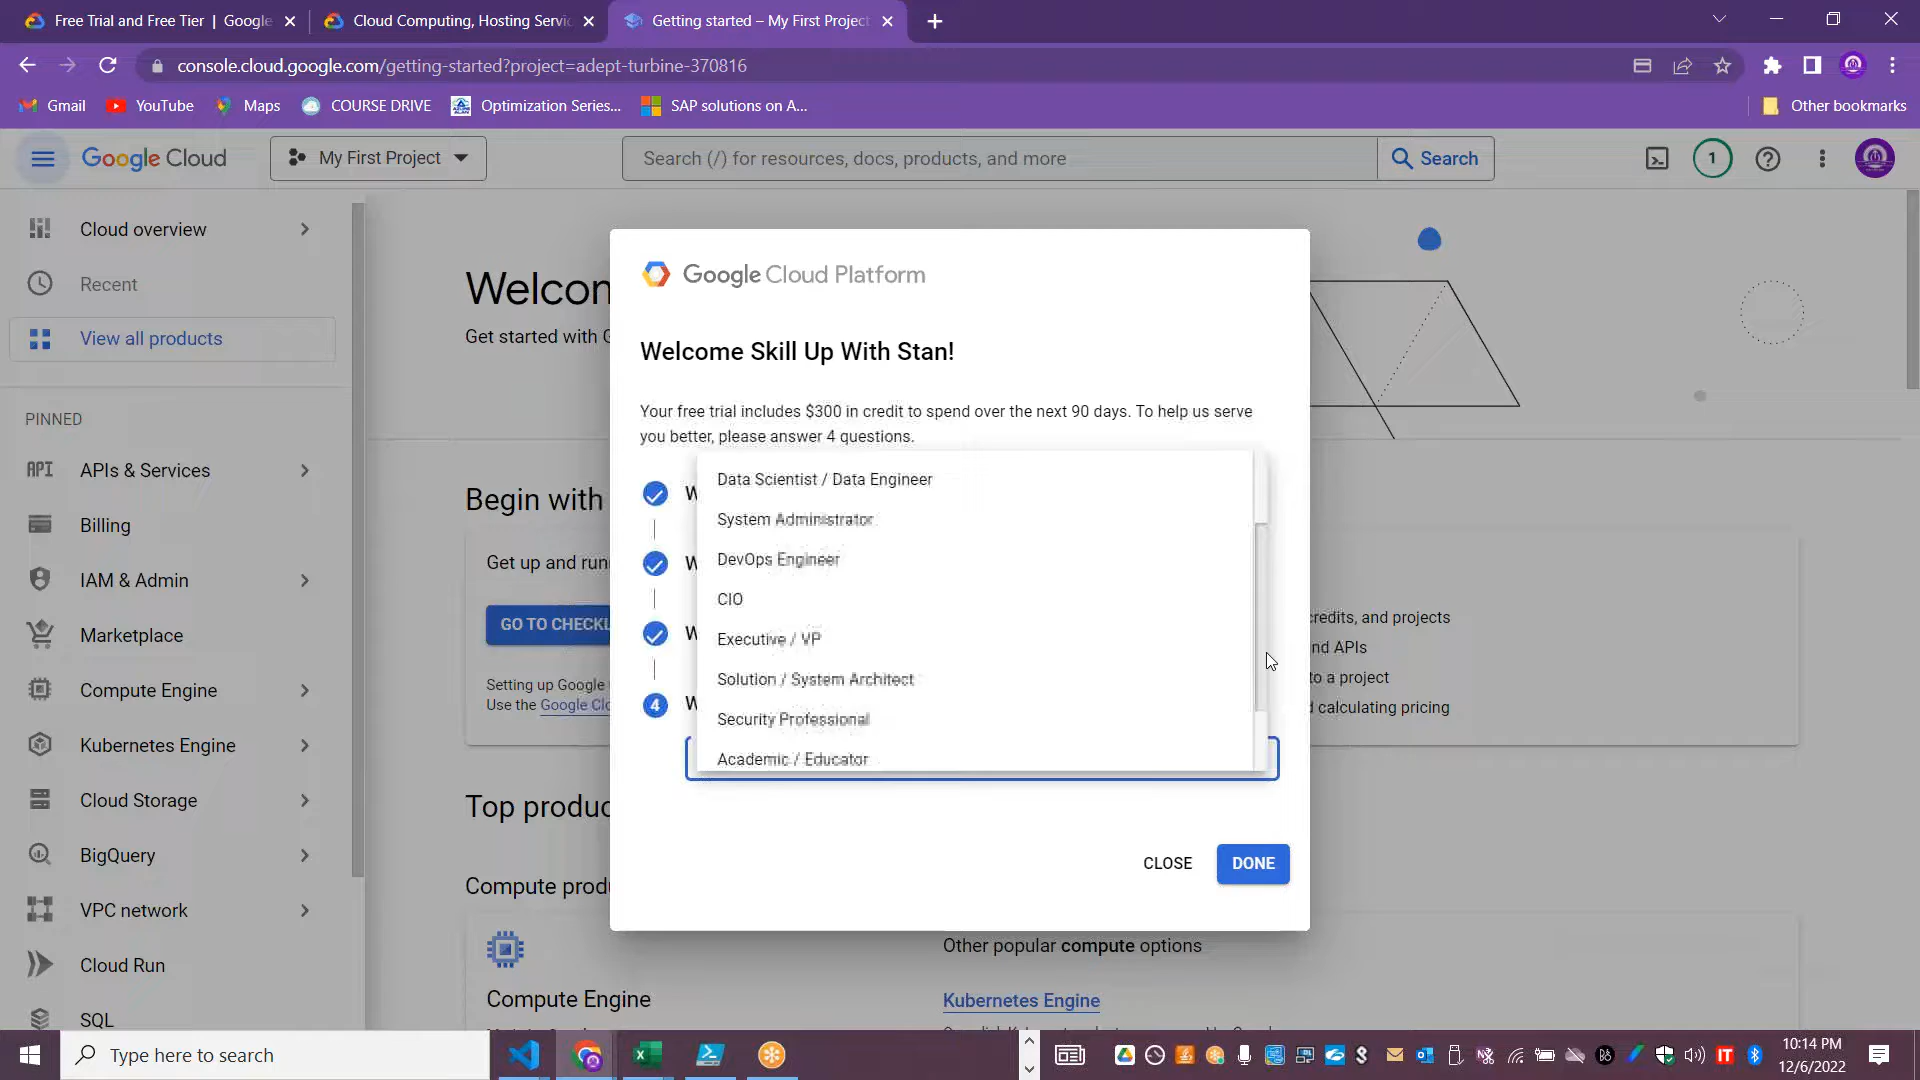 Free Trial and Free Tier | Google
Cloud Computing, Hosting Servic
Getting started – My First Project
console.cloud.google.com/getting-started?project=adept-turbine-370816
Gmail
YouTube
Maps
COURSE DRIVE
Optimization Series...
SAP solutions on A...
Other bookmarks
Google Cloud
My First Project
Search (/) for resources, docs, products, and more
Search
1
Cloud overview
Recent
View all products
PINNED
API
APIs & Services
Billing
IAM & Admin
Marketplace
Compute Engine
Kubernetes Engine
Cloud Storage
BigQuery
VPC network
Cloud Run
SQL
Welcon
Get started with G
Begin with
Get up and run
GO TO CHECKL
Setting up Google
Use the Google Clo
credits, and projects
nd APIs
to a project
d calculating pricing
Top produc
Compute produ
Compute Engine
Other popular compute options
Kubernetes Engine
Google Cloud Platform
Welcome Skill Up With Stan!
Your free trial includes $300 in credit to spend over the next 90 days. To help us serve
you better, please answer 4 questions.
W
W
W
4
W
Data Scientist / Data Engineer
System Administrator
DevOps Engineer
CIO
Executive / VP
Solution / System Architect
Security Professional
Academic / Educator
CLOSE
DONE
Type here to search
10:14 PM
12/6/2022